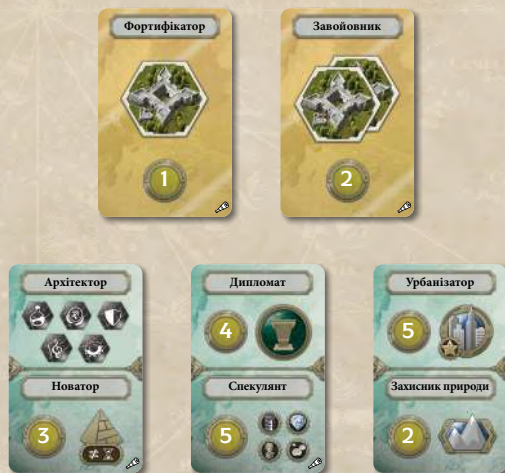 Фортифікатор
Завойовник
1
2
Архітектор
Дипломат
Урбанізатор
4
5
Новатор
Спекулянт
Захисник природи
3
5
2